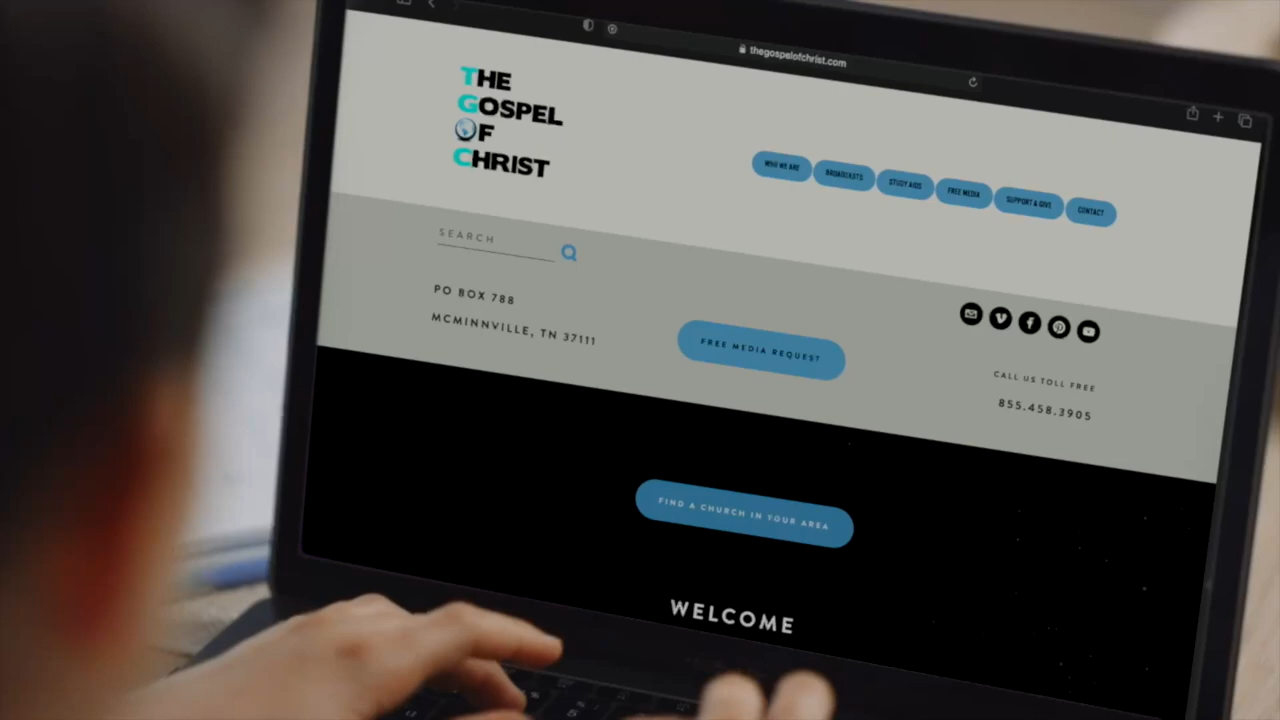 thegospelofchrist.com
THE
GOSPEL
OF
CHRIST
WHO WE ARE
BROADCASTS
STUDY AIDS
FREE MEDIA
SUPPORT & GIVE
CONTACT
SEARCH
PO BOX 788
MCMINNVILLE, TN 37111
FREE MEDIA REQUEST
CALL US TOLL FREE
855.458.3905
FIND A CHURCH IN YOUR AREA
WELCOME